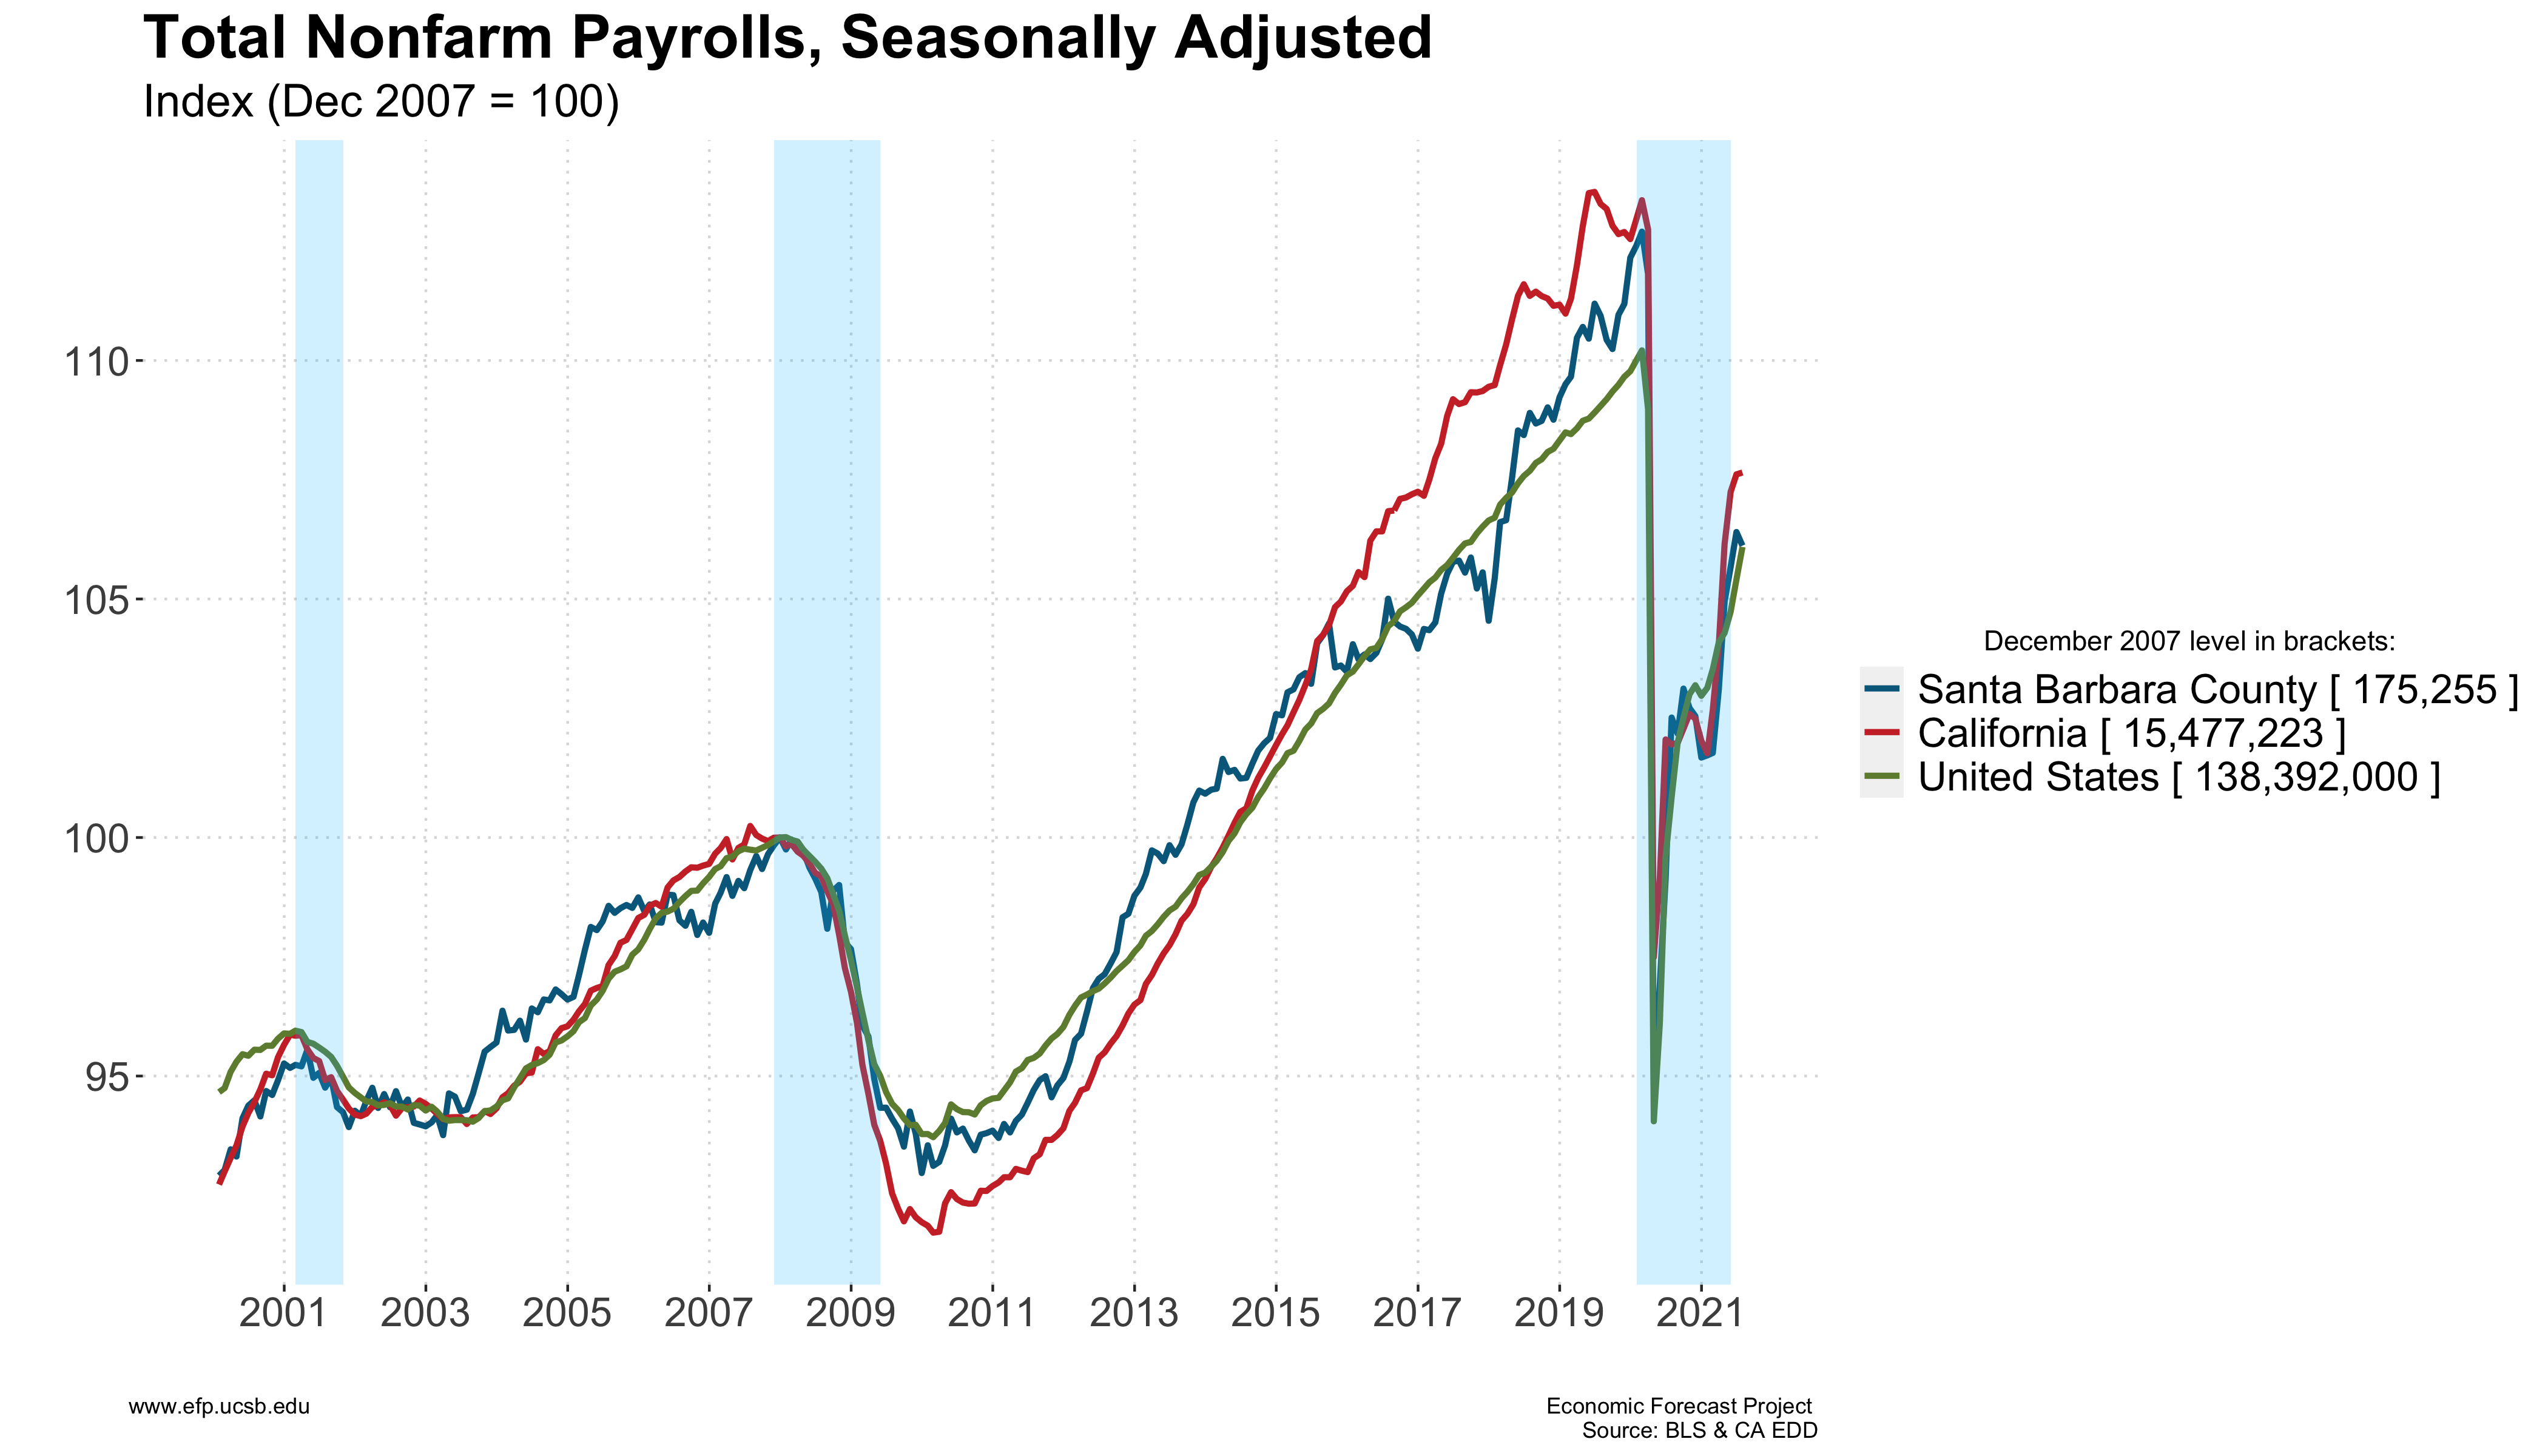 Total Nonfarm Payrolls, Seasonally Adjusted
Index (Dec 2007 = 100)
110
105
100
95
2001 2003 2005 2007 2009 2011 2013 2015 2017 2019 2021
December 2007 level in brackets:
Santa Barbara County [ 175,255 ]
California [ 15,477,223 ]
United States [ 138,392,000 ]
www.efp.ucsb.edu
Economic Forecast Project
Source: BLS & CA EDD